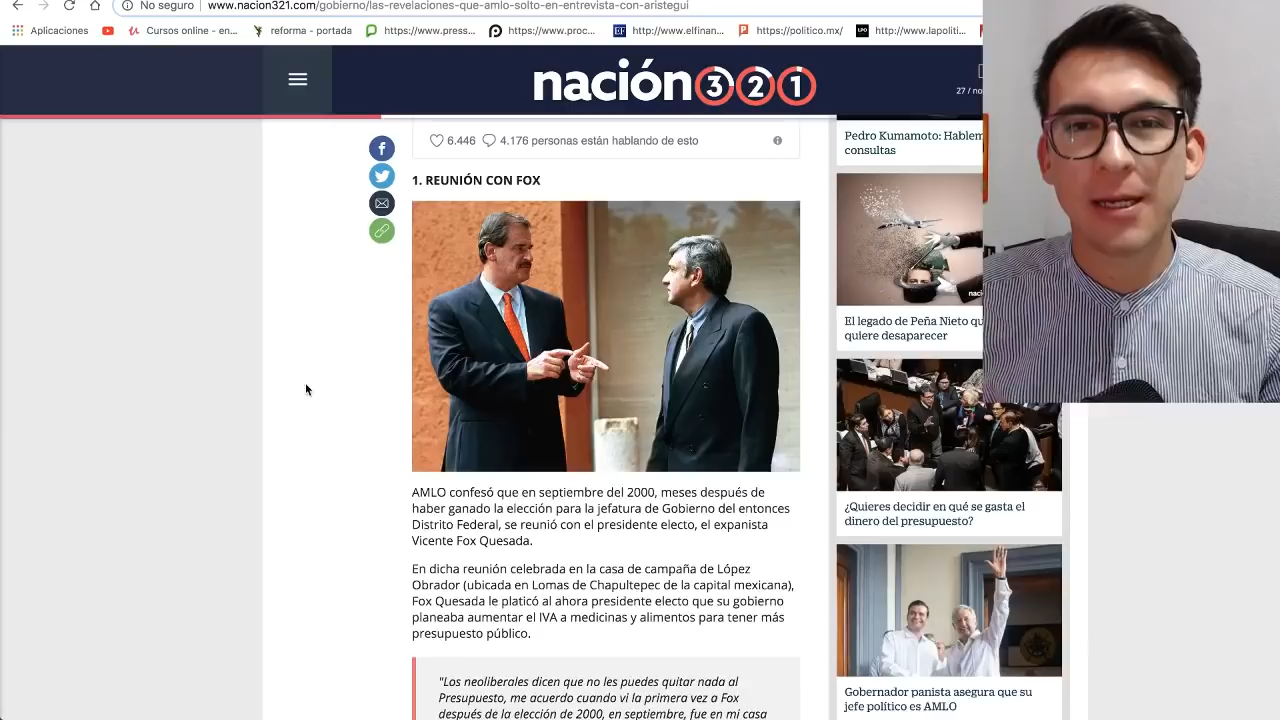 No seguro
www.nacion321.com/gobierno/las-revelaciones-que-amlo-solto-en-entrevista-con-aristegui
Aplicaciones
Cursos online - en...
reforma - portada
https://www.press...
https://www.proc...
EF
http://www.elfinan...
https://politico.mx/
LPO
http://www.lapoliti...
nación321
27 / no
6.446
4.176 personas están hablando de esto
1. REUNIÓN CON FOX
AMLO confesó que en septiembre del 2000, meses después de
haber ganado la elección para la jefatura de Gobierno del entonces
Distrito Federal, se reunió con el presidente electo, el expanista
Vicente Fox Quesada.
En dicha reunión celebrada en la casa de campaña de López
Obrador (ubicada en Lomas de Chapultepec de la capital mexicana),
Fox Quesada le platicó al ahora presidente electo que su gobierno
planeaba aumentar el IVA a medicinas y alimentos para tener más
presupuesto público.
"Los neoliberales dicen que no les puedes quitar nada al
Presupuesto, me acuerdo cuando vi la primera vez a Fox
después de la elección de 2000, en septiembre, fue en mi casa
Pedro Kumamoto: Hablem
consultas
nació
El legado de Peña Nieto qu
quiere desaparecer
¿Quieres decidir en qué se gasta el
dinero del presupuesto?
Gobernador panista asegura que su
jefe político es AMLO